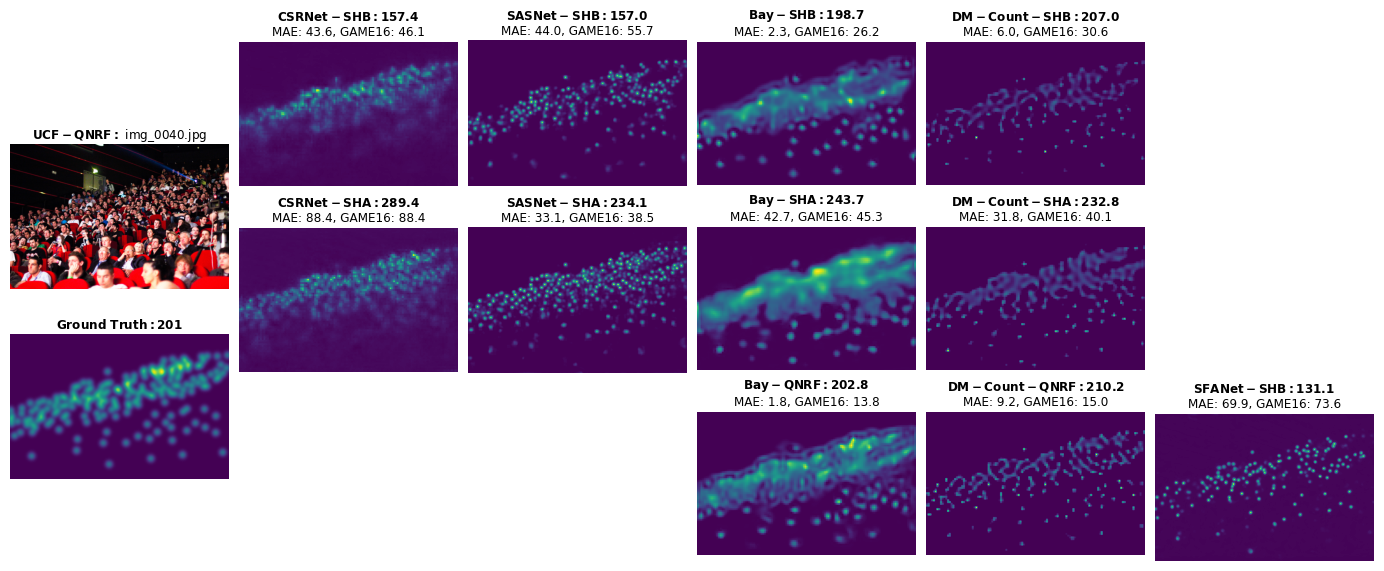 CSRNet−SHB: 157.4
MAE: 43.6, GAME16: 46.1
SASNet−SHB: 157.0
MAE: 44.0, GAME16: 55.7
Bay−SHB: 198.7
MAE: 2.3, GAME16: 26.2
DM−Count−SHB: 207.0
MAE: 6.0, GAME16: 30.6
UCF−QNRF: img_0040.jpg
CSRNet−SHA: 289.4
MAE: 88.4, GAME16: 88.4
SASNet−SHA: 234.1
MAE: 33.1, GAME16: 38.5
Bay−SHA: 243.7
MAE: 42.7, GAME16: 45.3
DM−Count−SHA: 232.8
MAE: 31.8, GAME16: 40.1
Ground Truth: 201
Bay−QNRF: 202.8
MAE: 1.8, GAME16: 13.8
DM−Count−QNRF: 210.2
MAE: 9.2, GAME16: 15.0
SFANet−SHB: 131.1
MAE: 69.9, GAME16: 73.6